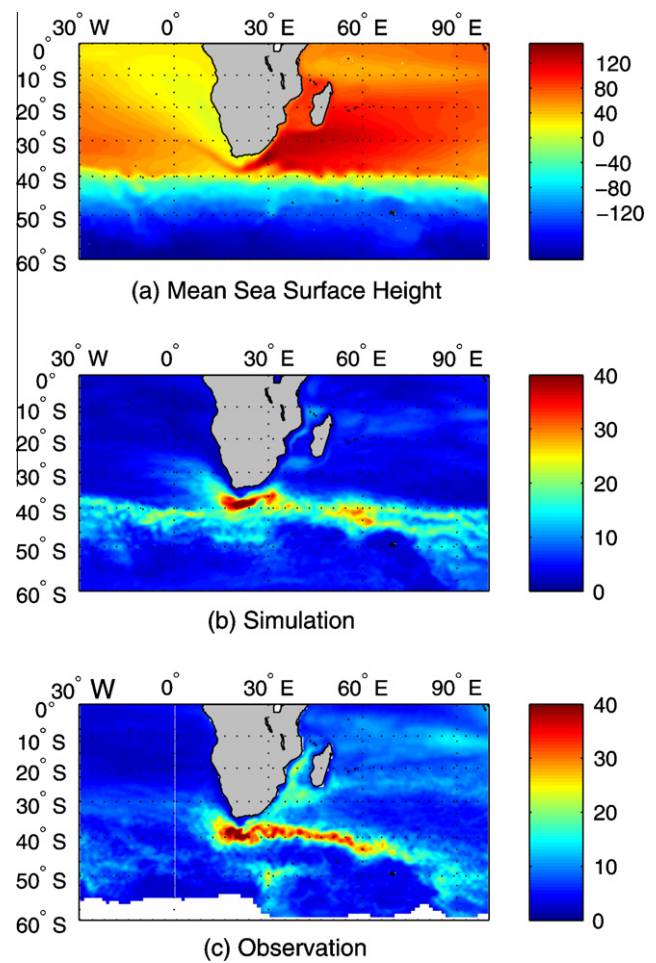 30° W 0° 30° E 60° E 90° E
0°
10° S
20° S
30° S
40° S
50° S
60° S
120
80
40
0
−40
−80
−120
(a) Mean Sea Surface Height
30° W 0° 30° E 60° E 90° E
0°
10° S
20° S
30° S
40° S
50° S
60° S
40
30
20
10
0
(b) Simulation
30° W 0° 30° E 60° E 90° E
0°
10° S
20° S
30° S
40° S
50° S
60° S
40
30
20
10
0
(c) Observation